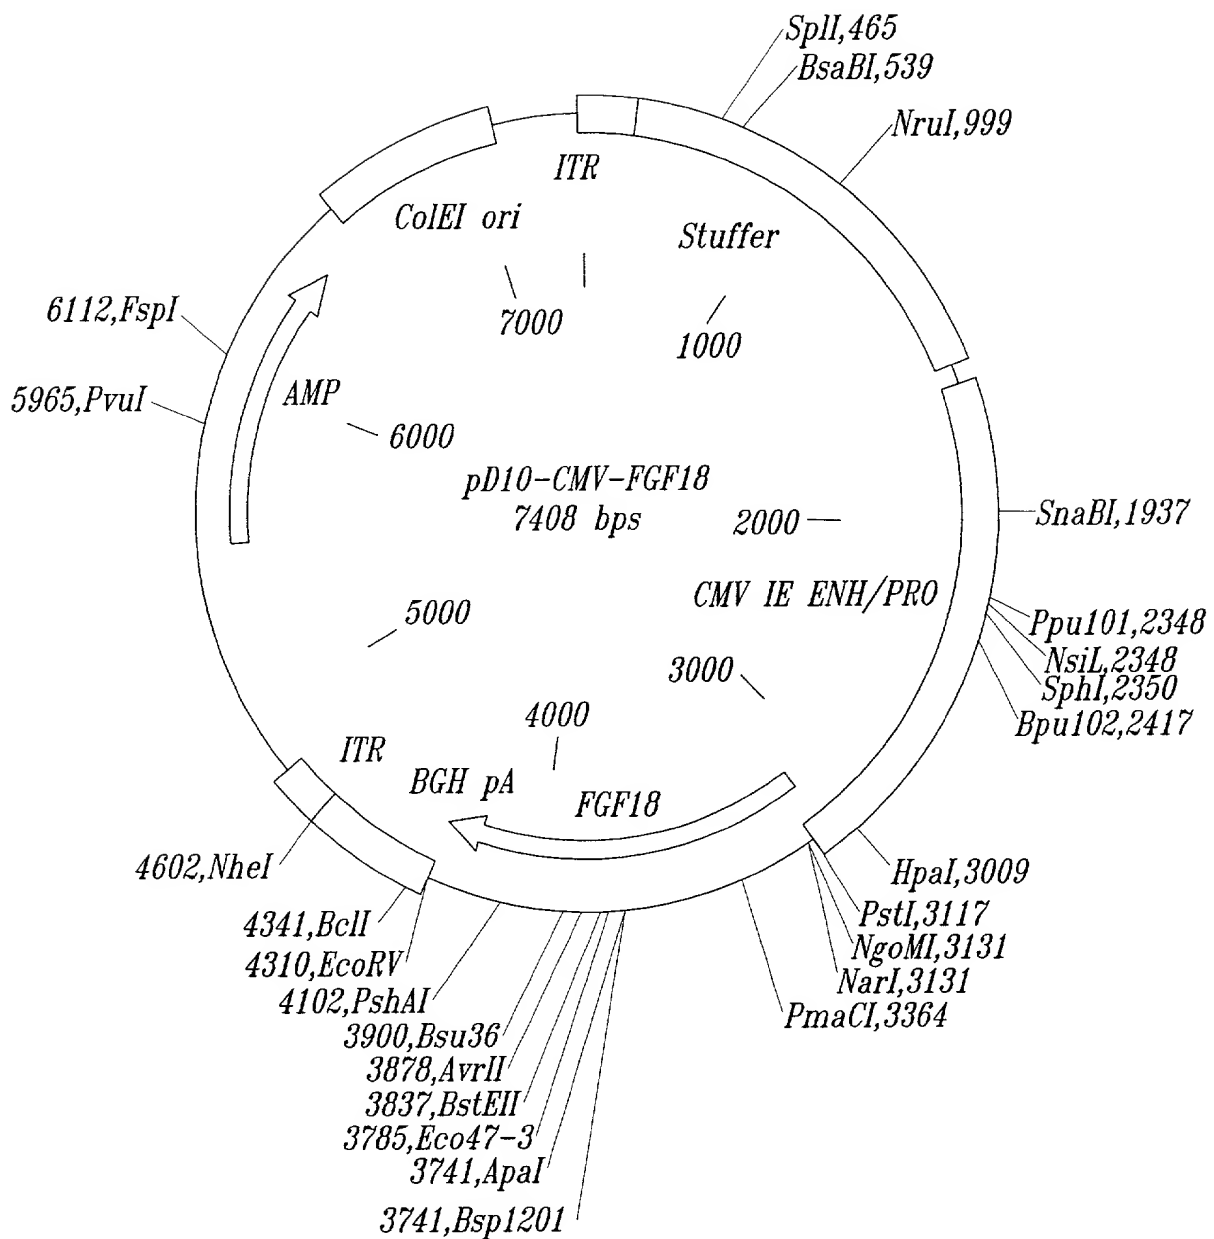 SplI,465
BsaBI,539
NruI,999
ITR
ColEI ori
Stuffer
6112,FspI
7000
1000
5965,PvuI
AMP
6000
pD10-CMV-FGF18
7408 bps
2000
SnaBI,1937
CMV IE ENH/PRO
5000
Ppu101,2348
NsiL,2348
SphI,2350
Bpu102,2417
3000
4000
ITR
BGH pA
FGF18
4602,NheI
HpaI,3009
4341,BclI
PstI,3117
4310,EcoRV
NgoMI,3131
4102,PshAI
NarI,3131
PmaCI,3364
3900,Bsu36
3878,AvrII
3837,BstEII
3785,Eco47-3
3741,ApaI
3741,Bsp1201